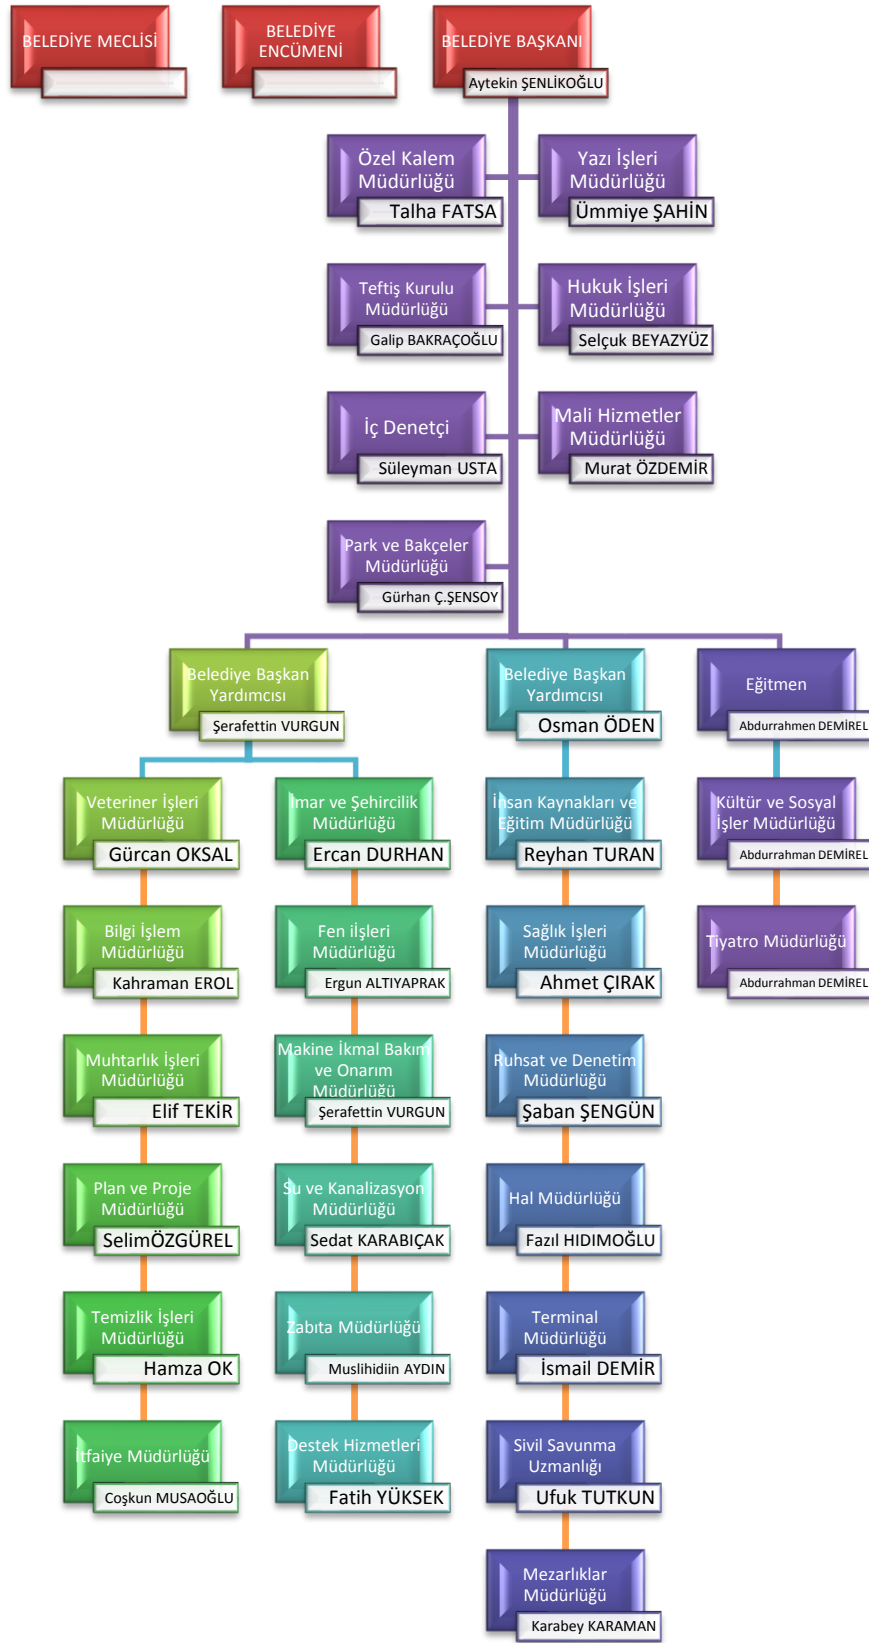 BELEDİYE MECLİSİ
BELEDİYE
ENCÜMENİ
BELEDİYE BAŞKANI
Aytekin ŞENLİKOĞLU
Özel Kalem
Müdürlüğü
Talha FATSA
Yazı İşleri
Müdürlüğü
Ümmiye ŞAHİN
Teftiş Kurulu
Müdürlüğü
Galip BAKRAÇOĞLU
Hukuk İşleri
Müdürlüğü
Selçuk BEYAZYÜZ
İç Denetçi
Süleyman USTA
Mali Hizmetler
Müdürlüğü
Murat ÖZDEMİR
Park ve Bakçeler
Müdürlüğü
Gürhan Ç.ŞENSOY
Belediye Başkan
Yardımcısı
Şerafettin VURGUN
Belediye Başkan
Yardımcısı
Osman ÖDEN
Eğitmen
Abdurrahmen DEMİREL
Veteriner İşleri
Müdürlüğü
Gürcan OKSAL
İmar ve Şehircilik
Müdürlüğü
Ercan DURHAN
İnsan Kaynakları ve
Eğitim Müdürlüğü
Reyhan TURAN
Kültür ve Sosyal
İşler Müdürlüğü
Abdurrahman DEMİREL
Bilgi İşlem
Müdürlüğü
Kahraman EROL
Fen iİşleri
Müdürlüğü
Ergun ALTIYAPRAK
Sağlık İşleri
Müdürlüğü
Ahmet ÇIRAK
Tiyatro Müdürlüğü
Abdurrahman DEMİREL
Muhtarlık İşleri
Müdürlüğü
Elif TEKİR
Makine İkmal Bakım
ve Onarım
Müdürlüğü
Şerafettin VURGUN
Ruhsat ve Denetim
Müdürlüğü
Şaban ŞENGÜN
Plan ve Proje
Müdürlüğü
SelimÖZGÜREL
Su ve Kanalizasyon
Müdürlüğü
Sedat KARABIÇAK
Hal Müdürlüğü
Fazıl HIDIMOĞLU
Temizlik İşleri
Müdürlüğü
Hamza OK
Zabıta Müdürlüğü
Muslihidiin AYDIN
Terminal
Müdürlüğü
İsmail DEMİR
İtfaiye Müdürlüğü
Coşkun MUSAOĞLU
Destek Hizmetleri
Müdürlüğü
Fatih YÜKSEK
Sivil Savunma
Uzmanlığı
Ufuk TUTKUN
Mezarlıklar
Müdürlüğü
Karabey KARAMAN